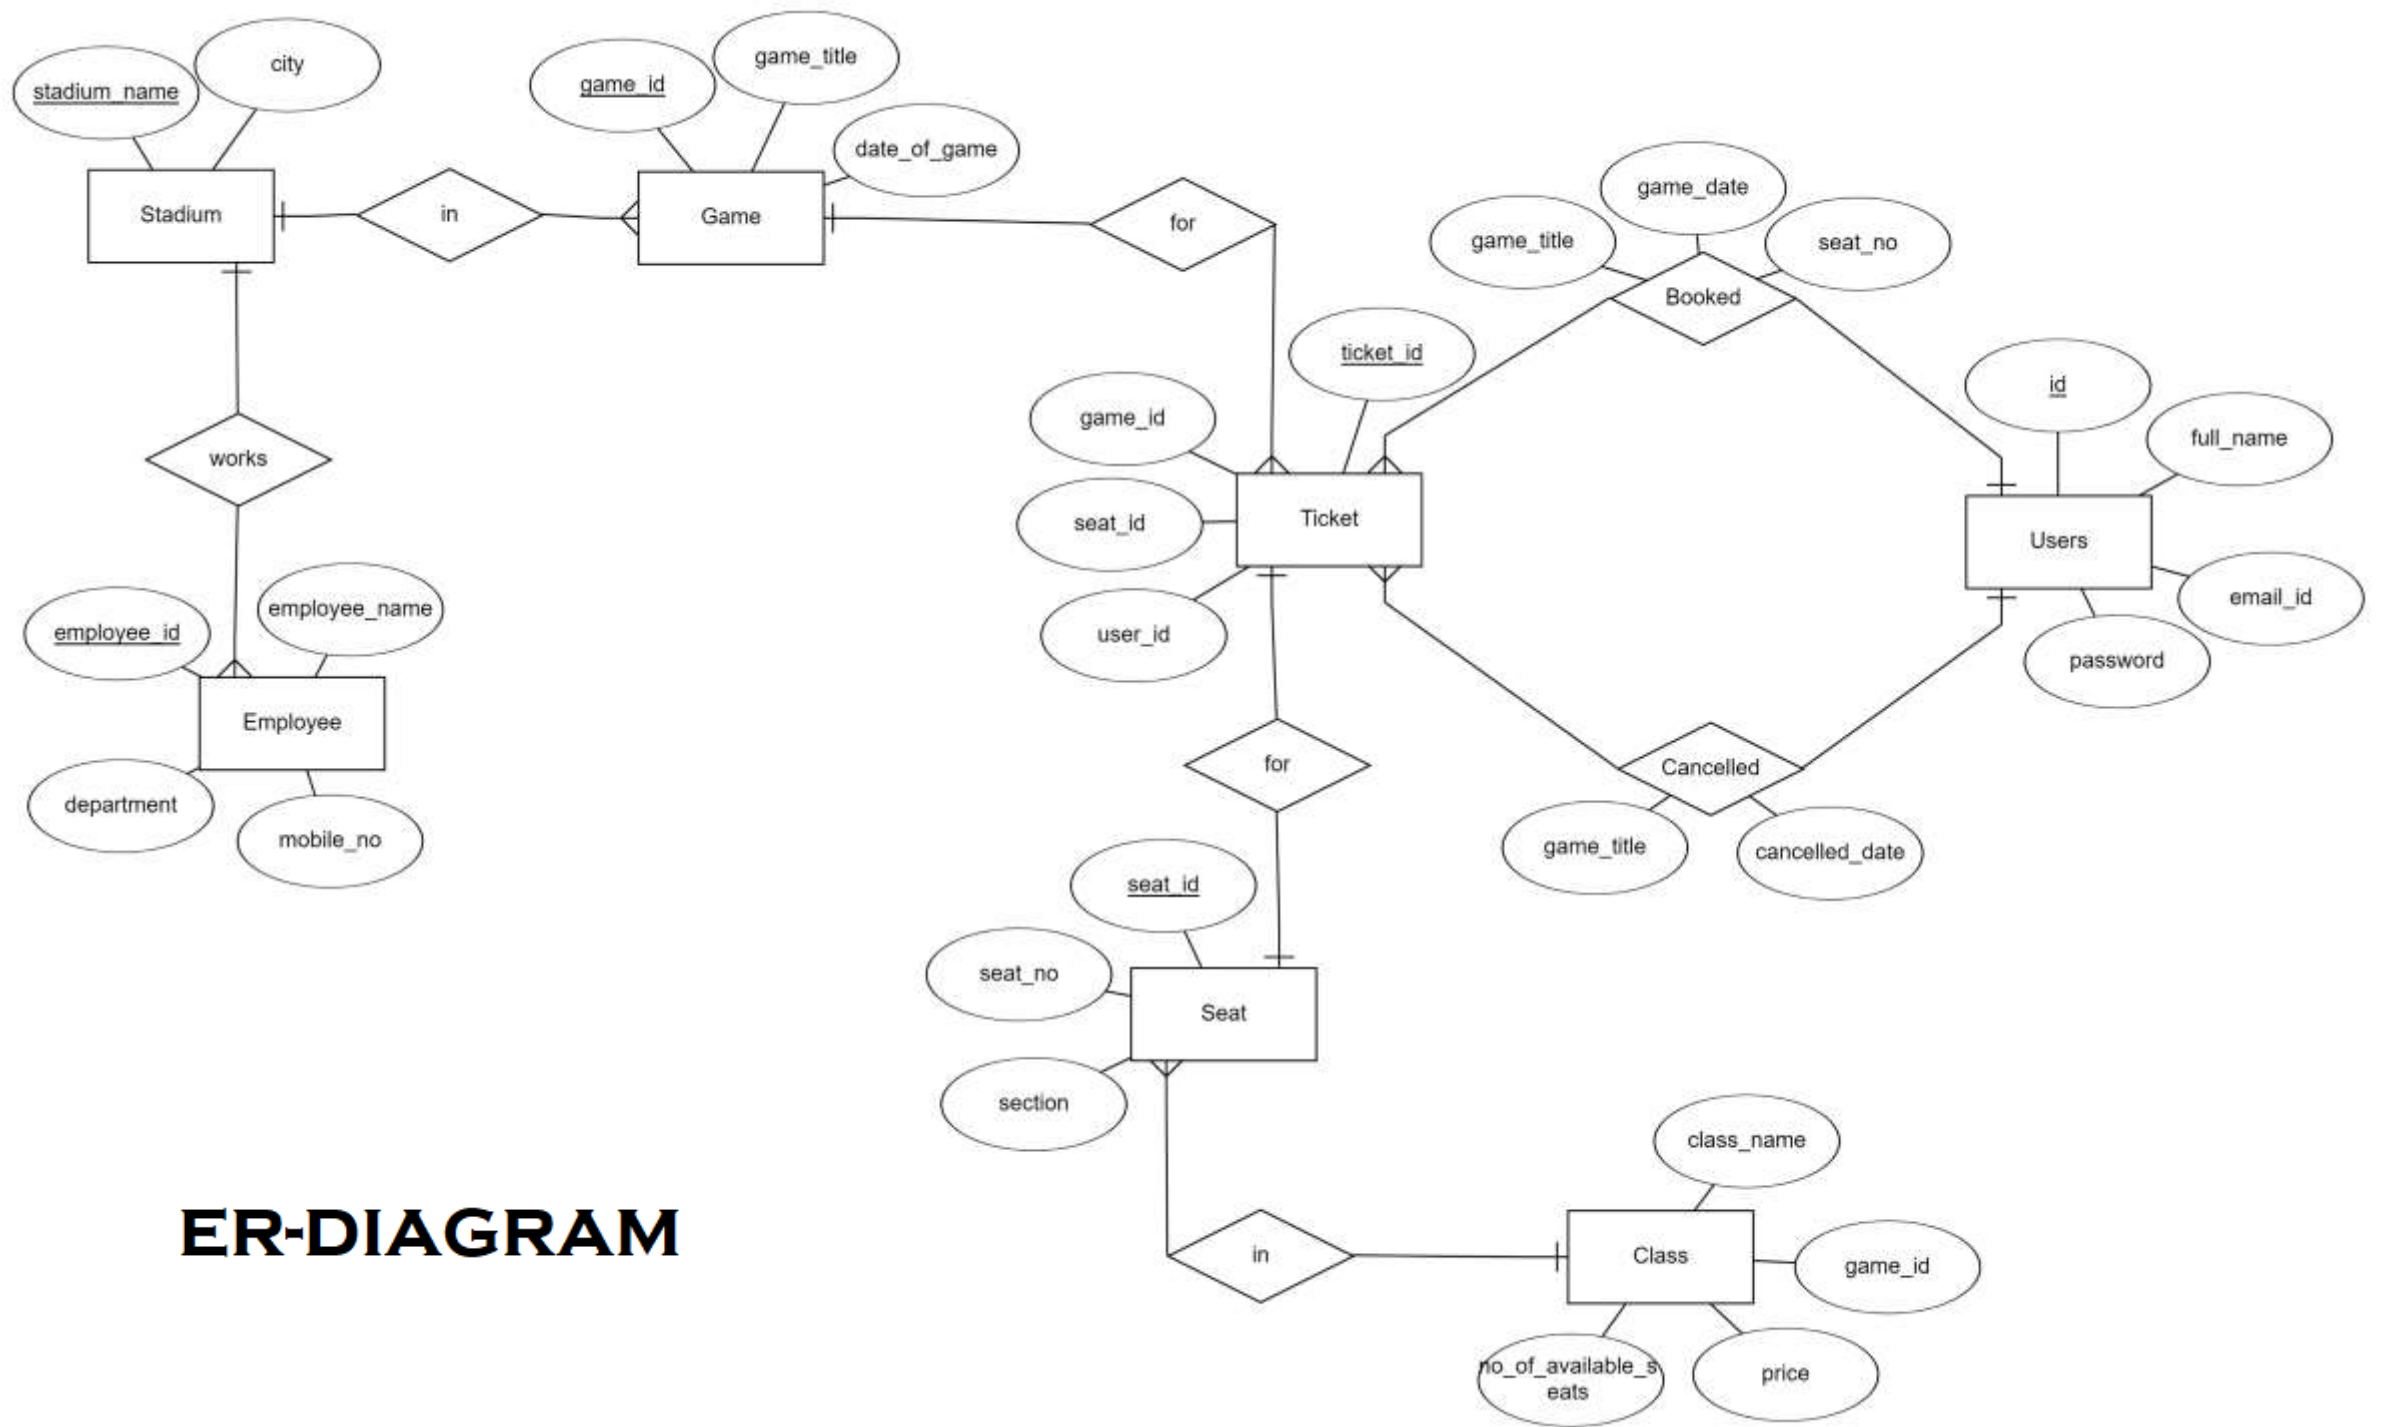 stadium_name
city
game_id
game_title
date_of_game
Stadium
in
Game
for
game_title
game_date
seat_no
Booked
ticket_id
game_id
seat_id
user_id
Ticket
id
full_name
Users
email_id
password
works
employee_id
employee_name
Employee
department
mobile_no
for
Cancelled
game_title
cancelled_date
seat_id
seat_no
Seat
section
in
class_name
Class
game_id
no_of_available_s
eats
price
ER-DIAGRAM